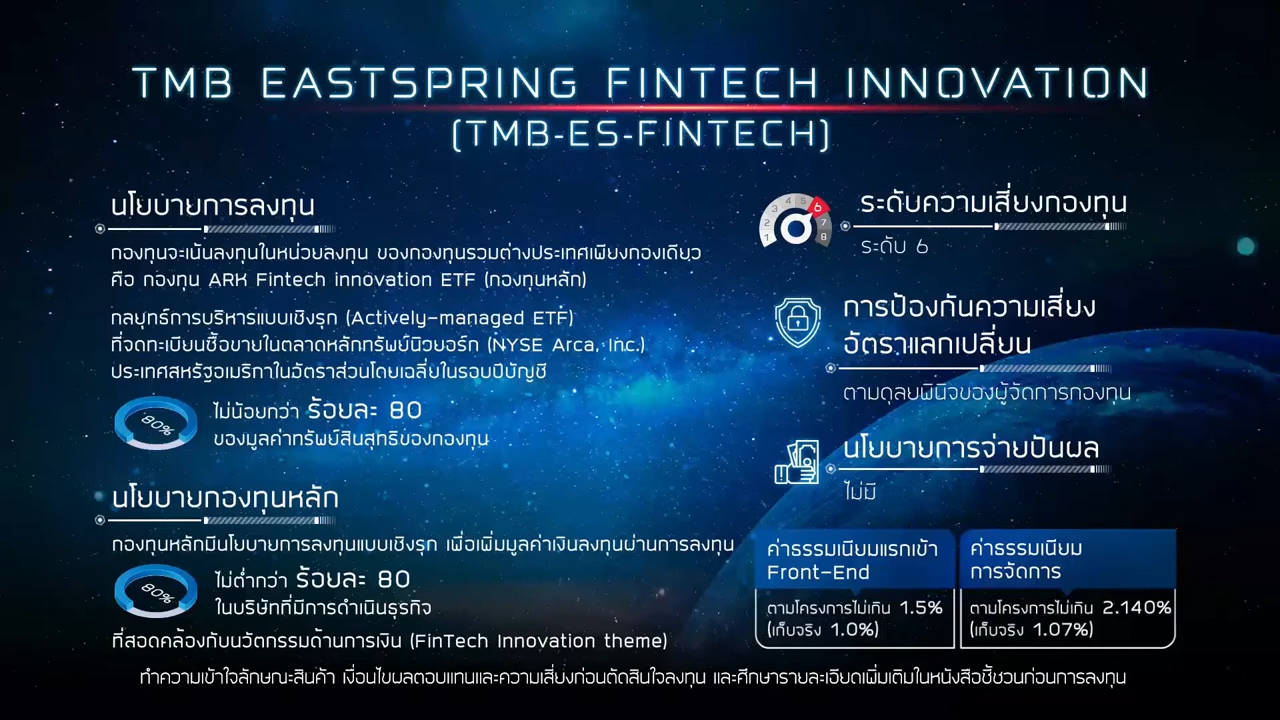 TMB EASTSPRING FINTECH INNOVATION
(TMB-ES-FINTECH)
นโยบายการลงทุน
กองทุนจะเน้นลงทุนในหน่วยลงทุน ของกองทุนรวมต่างประเทศเพียงกองเดียว
คือ กองทุน ARK Fintech innovation ETF (กองทุนหลัก)
กลยุทธ์การบริหารแบบเชิงรุก (Actively-managed ETF)
ที่จดทะเบียนซื้อขายในตลาดหลักทรัพย์นิวยอร์ก (NYSE Arca, Inc.)
ประเทศสหรัฐอเมริกาในอัตราส่วนโดยเฉลี่ยในรอบปีบัญชี
80%
ไม่น้อยกว่า ร้อยละ 80
ของมูลค่าทรัพย์สินสุทธิของกองทุน
นโยบายกองทุนหลัก
กองทุนหลักมีนโยบายการลงทุนแบบเชิงรุก เพื่อเพิ่มมูลค่าเงินลงทุนผ่านการลงทุน
80%
ไม่ต่ำกว่า ร้อยละ 80
ในบริษัทที่มีการดำเนินธุรกิจ
ที่สอดคล้องกับนวัตกรรมด้านการเงิน (FinTech Innovation theme)
1 2 3 4 5 6 7 8
ระดับความเสี่ยงกองทุน
ระดับ 6
การป้องกันความเสี่ยง
อัตราแลกเปลี่ยน
ตามดุลยพินิจของผู้จัดการกองทุน
นโยบายการจ่ายปันผล
ไม่มี
ค่าธรรมเนียมแรกเข้า
Front-End
ตามโครงการไม่เกิน 1.5%
(เก็บจริง 1.0%)
ค่าธรรมเนียม
การจัดการ
ตามโครงการไม่เกิน 2.140%
(เก็บจริง 1.07%)
ทำความเข้าใจลักษณะสินค้า เงื่อนไขผลตอบแทนและความเสี่ยงก่อนตัดสินใจลงทุน และศึกษารายละเอียดเพิ่มเติมในหนังสือชี้ชวนก่อนการลงทุน